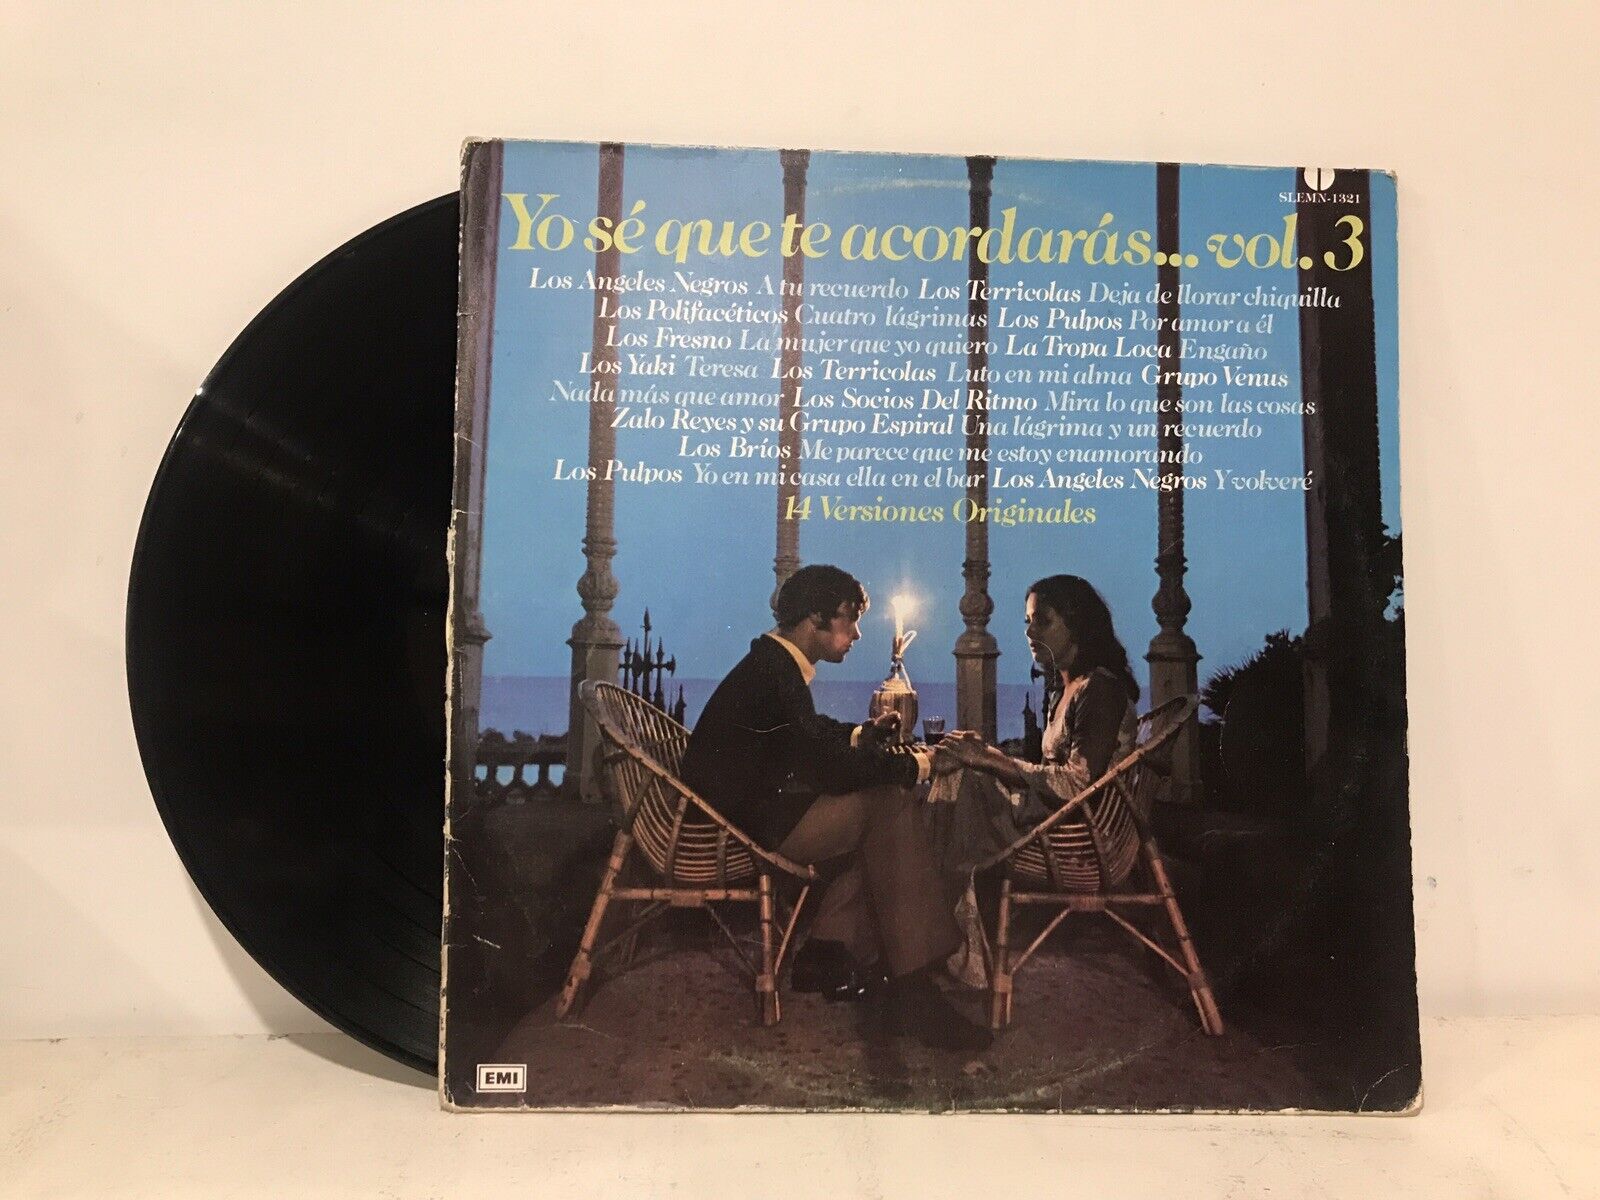 SLEMN-1321
Yo sé que te acordarás... vol. 3
Los Angeles Negros A tu recuerdo Los Terricolas Deja de llorar chiquilla
Los Polifacéticos Cuatro lágrimas Los Pulpos Por amor a él
Los Fresno La mujer que yo quiero La Tropa Loca Engaño
Los Yaki Teresa Los Terricolas Luto en mi alma Grupo Venus
Nada más que amor Los Socios Del Ritmo Mira lo que son las cosas
Zalo Reyes y su Grupo Espiral Una lágrima y un recuerdo
Los Bríos Me parece que me estoy enamorando
Los Pulpos Yo en mi casa ella en el bar Los Angeles Negros Y volveré
14 Versiones Originales
EMI